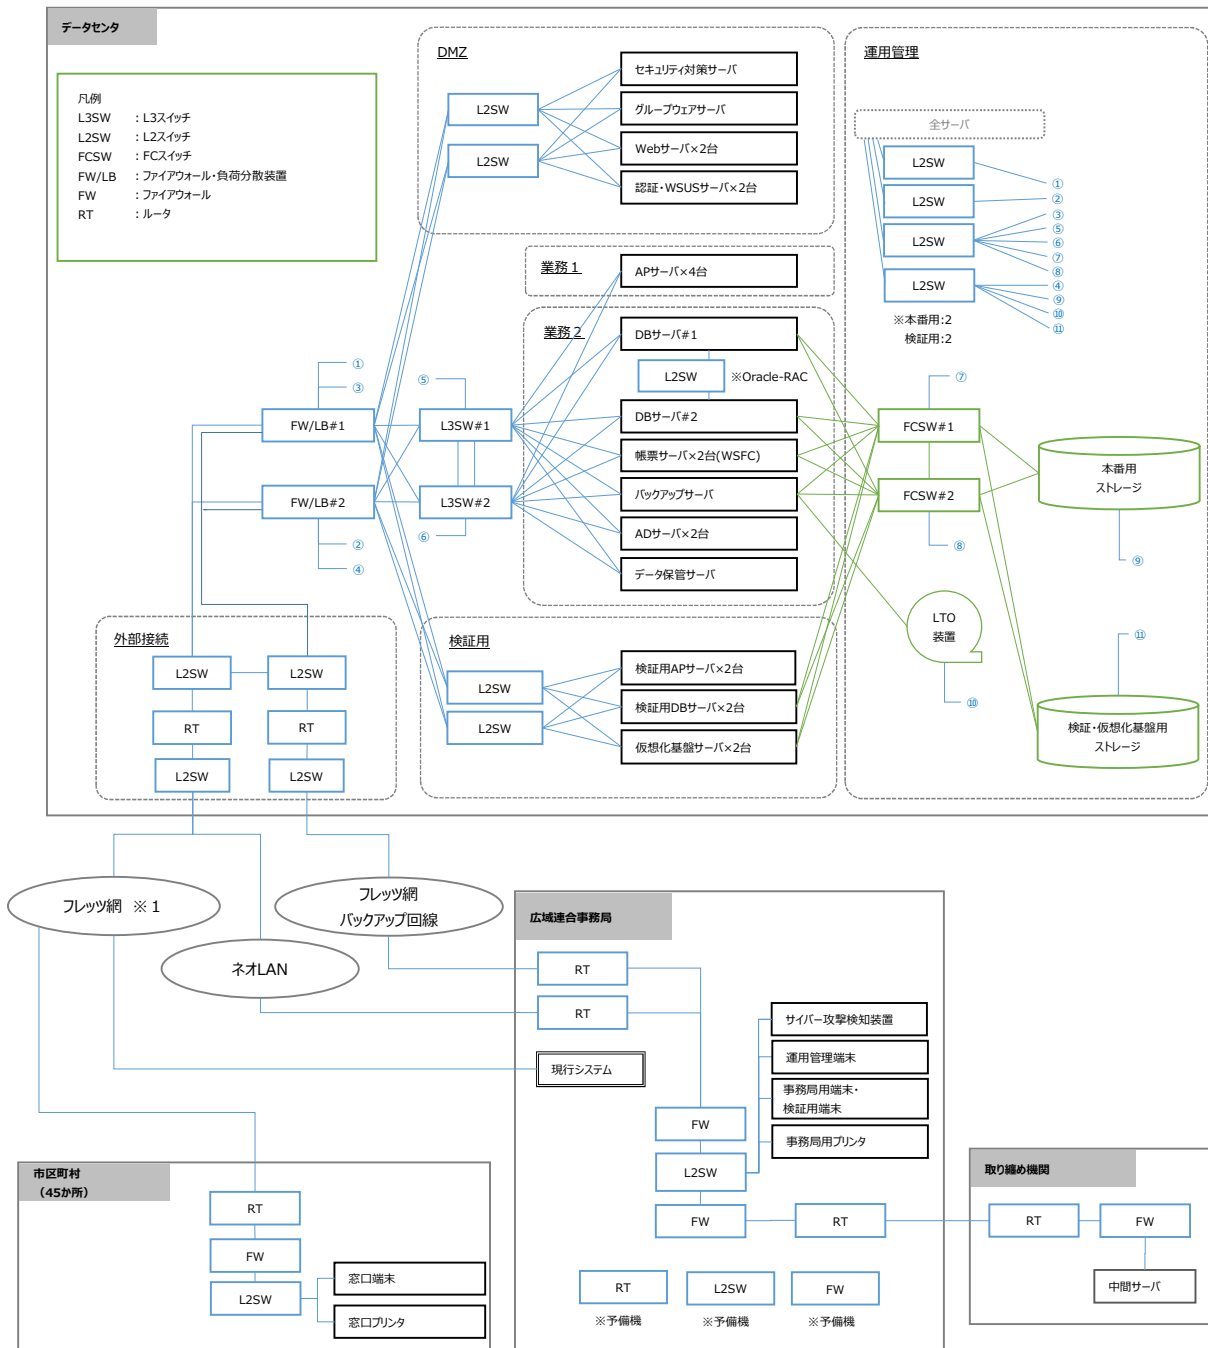 データセンタ
凡例
L3SW ：L3スイッチ
L2SW ：L2スイッチ
FCSW ：FCスイッチ
FW/LB ：ファイアウォール・負荷分散装置
FW ：ファイアウォール
RT ：ルータ
DMZ
L2SW
L2SW
セキュリティ対策サーバ
グループウェアサーバ
Webサーバ×2台
認証・WSUSサーバ×2台
運用管理
全サーバ
L2SW
L2SW
L2SW
L2SW
①
②
③
⑤
⑥
⑦
⑧
④
⑨
⑩
⑪
※本番用:2
検証用:2
業務１
APサーバ×4台
業務２
DBサーバ#1
L2SW
※Oracle-RAC
DBサーバ#2
帳票サーバ×2台(WSFC)
バックアップサーバ
ADサーバ×2台
データ保管サーバ
①
③
FW/LB#1
FW/LB#2
②
④
⑤
L3SW#1
L3SW#2
⑥
⑦
FCSW#1
FCSW#2
⑧
本番用
ストレージ
⑨
LTO
装置
⑩
⑪
検証・仮想化基盤用
ストレージ
外部接続
L2SW
L2SW
RT
RT
L2SW
L2SW
検証用
L2SW
L2SW
検証用APサーバ×2台
検証用DBサーバ×2台
仮想化基盤サーバ×2台
フレッツ網 ※１
フレッツ網
バックアップ回線
ネオLAN
広域連合事務局
RT
RT
現行システム
サイバー攻撃検知装置
運用管理端末
事務局用端末・
検証用端末
事務局用プリンタ
FW
L2SW
FW
RT
RT
※予備機
L2SW
※予備機
FW
※予備機
取り纏め機関
RT
FW
中間サーバ
市区町村
（45か所）
RT
FW
L2SW
窓口端末
窓口プリンタ